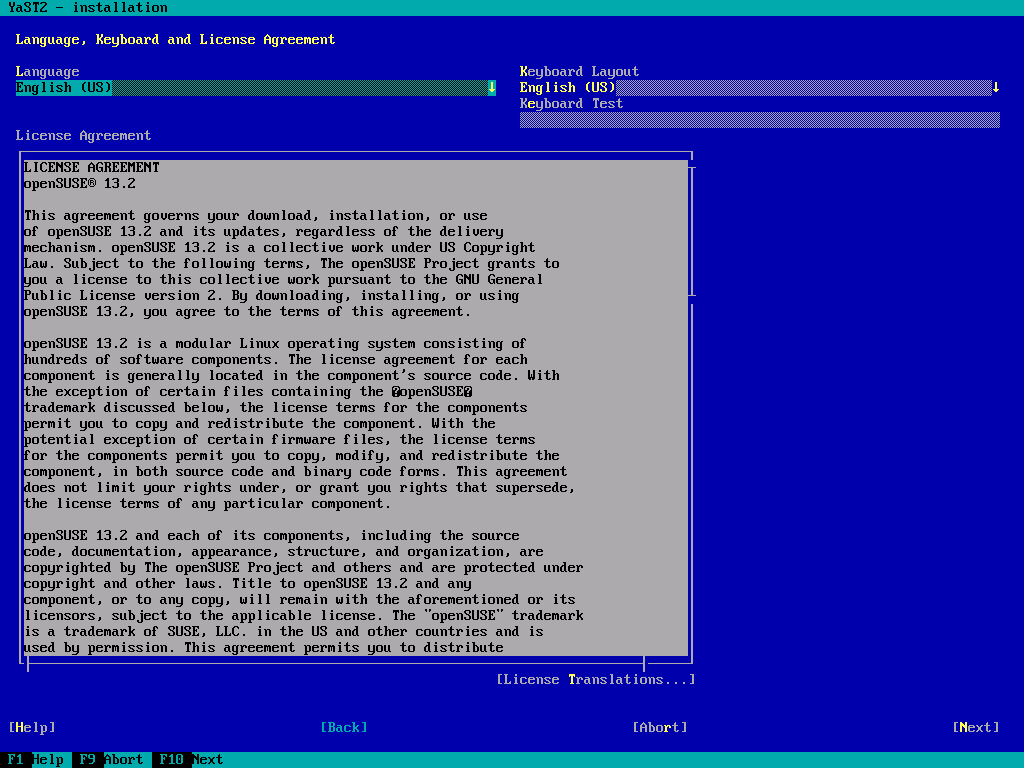 YaST2 - installation
Language, Keyboard and License Agreement
Language
English (US)↓
Keyboard Layout
English (US)↓
Keyboard Test
License Agreement
LICENSE AGREEMENT
openSUSE® 13.2
This agreement governs your download, installation, or use
of openSUSE 13.2 and its updates, regardless of the delivery
mechanism. openSUSE 13.2 is a collective work under US Copyright
Law. Subject to the following terms, The openSUSE Project grants to
you a license to this collective work pursuant to the GNU General
Public License version 2. By downloading, installing, or using
openSUSE 13.2, you agree to the terms of this agreement.
openSUSE 13.2 is a modular Linux operating system consisting of
hundreds of software components. The license agreement for each
component is generally located in the component's source code. With
the exception of certain files containing the �openSUSE�
trademark discussed below, the license terms for the components
permit you to copy and redistribute the component. With the
potential exception of certain firmware files, the license terms
for the components permit you to copy, modify, and redistribute the
component, in both source code and binary code forms. This agreement
does not limit your rights under, or grant you rights that supersede,
the license terms of any particular component.
openSUSE 13.2 and each of its components, including the source
code, documentation, appearance, structure, and organization, are
copyrighted by The openSUSE Project and others and are protected under
copyright and other laws. Title to openSUSE 13.2 and any
component, or to any copy, will remain with the aforementioned or its
licensors, subject to the applicable license. The "openSUSE" trademark
is a trademark of SUSE, LLC. in the US and other countries and is
used by permission. This agreement permits you to distribute
[License Translations...]
[Help] [Back] [Abort] [Next]
F1 Help F9 Abort F10 Next